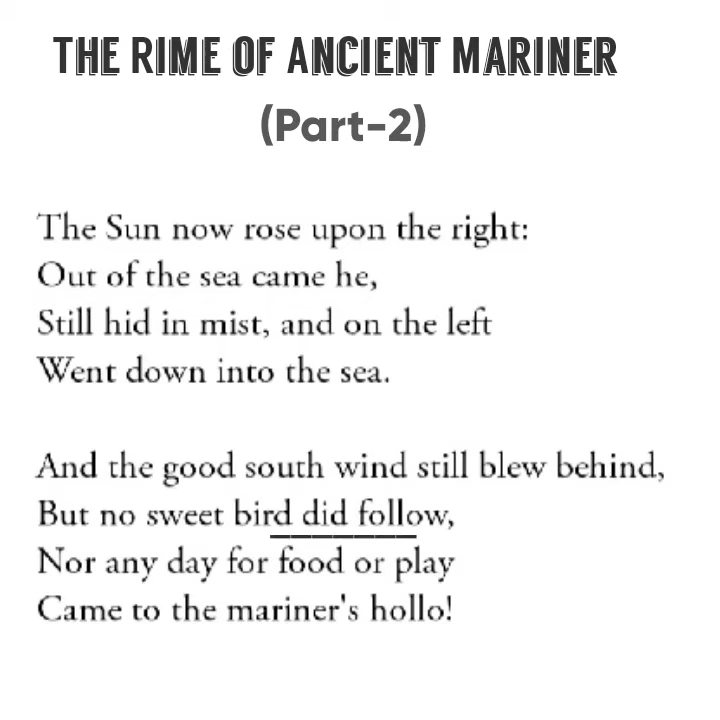 THE RIME OF ANCIENT MARINER
(Part-2)
The Sun now rose upon the right:
Out of the sea came he,
Still hid in mist, and on the left
Went down into the sea.
And the good south wind still blew behind,
But no sweet bird did follow,
Nor any day for food or play
Came to the mariner's hollo!